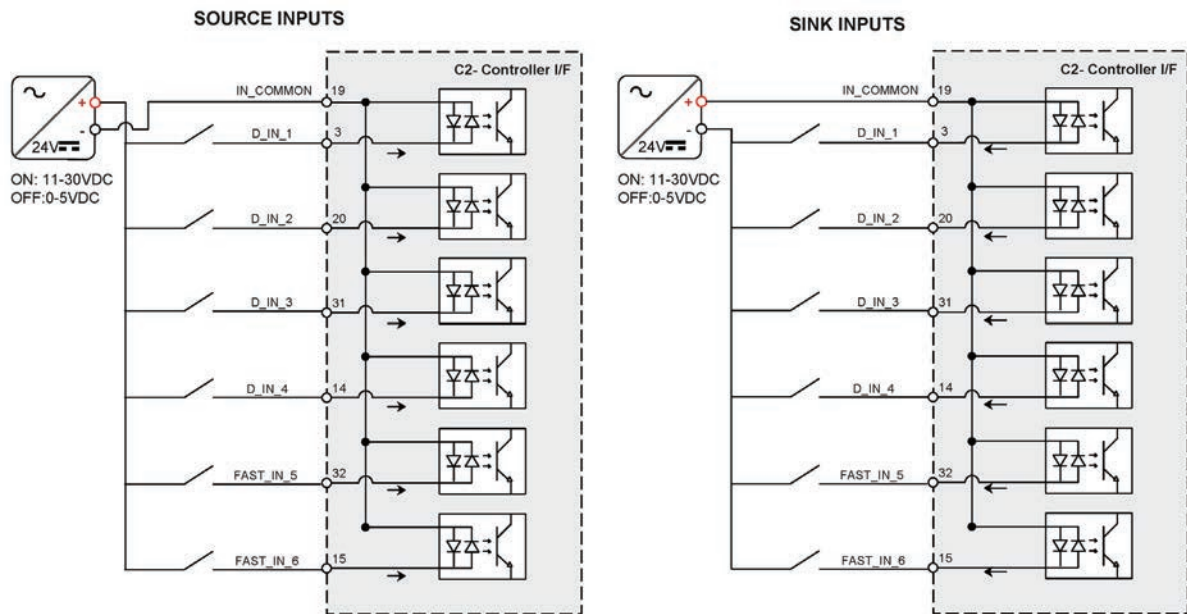 SOURCE INPUTS
C2- Controller I/F
+
-
24V
ON: 11-30VDC
OFF:0-5VDC
IN_COMMON 19
D_IN_1 3
D_IN_2 20
D_IN_3 31
D_IN_4 14
FAST_IN_5 32
FAST_IN_6 15
SINK INPUTS
C2- Controller I/F
+
-
24V
ON: 11-30VDC
OFF:0-5VDC
IN_COMMON 19
D_IN_1 3
D_IN_2 20
D_IN_3 31
D_IN_4 14
FAST_IN_5 32
FAST_IN_6 15